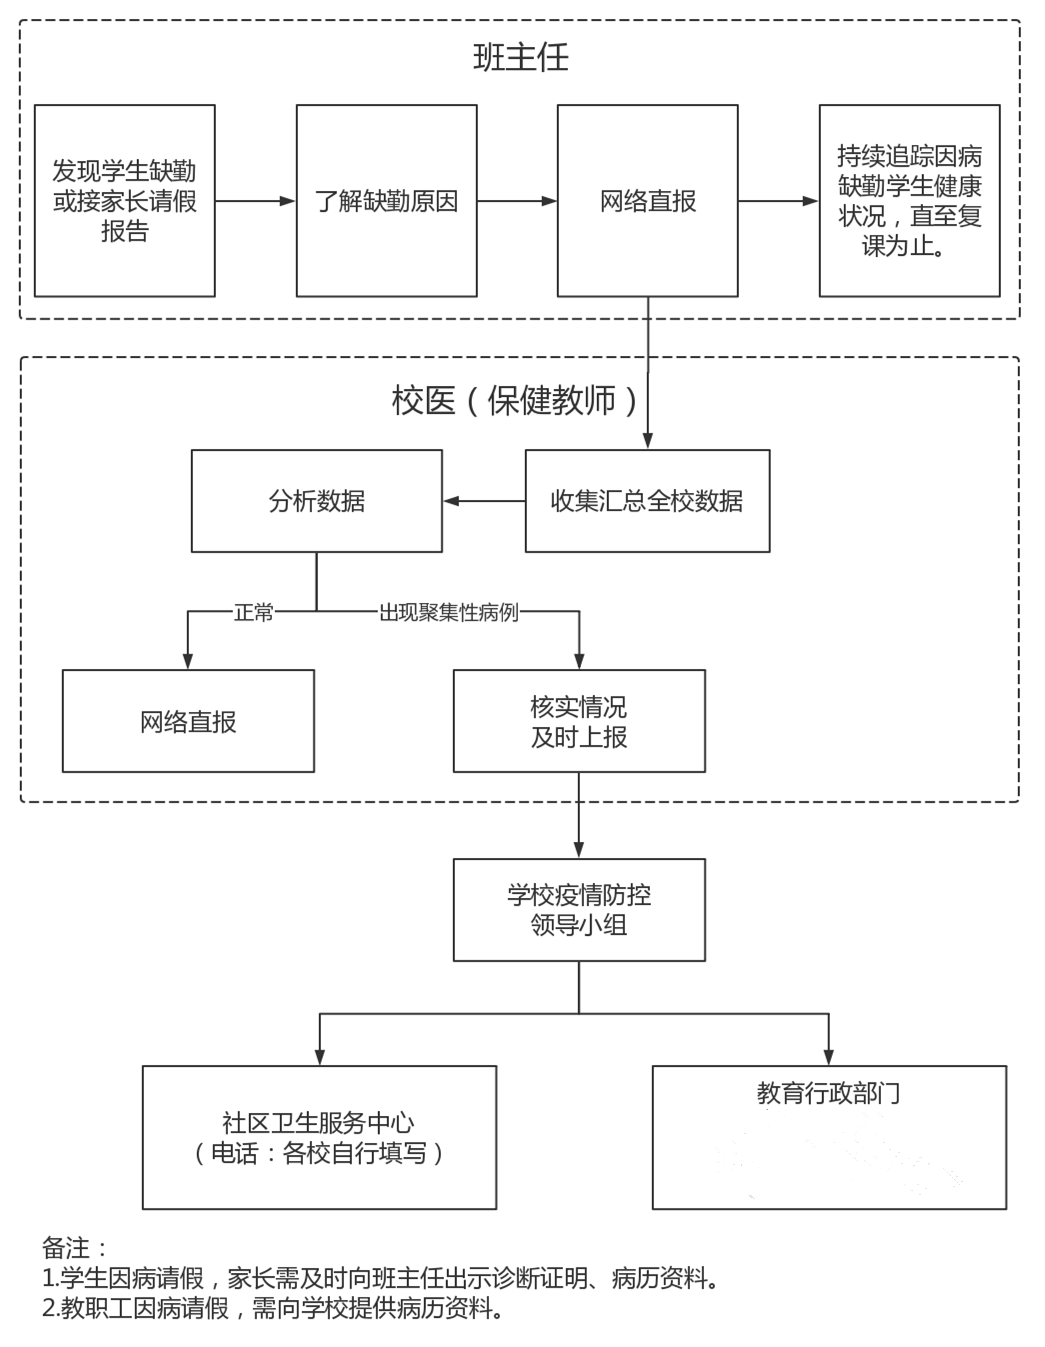 班主任
发现学生缺勤
或接家长请假
报告
了解缺勤原因
网络直报
持续追踪因病
缺勤学生健康
状况，直至复
课为止。
校医（保健教师）
分析数据
收集汇总全校数据
正常
出现聚集性病例
网络直报
核实情况
及时上报
学校疫情防控
领导小组
社区卫生服务中心
（电话：各校自行填写）
教育行政部门
备注：
1.学生因病请假，家长需及时向班主任出示诊断证明、病历资料。
2.教职工因病请假，需向学校提供病历资料。